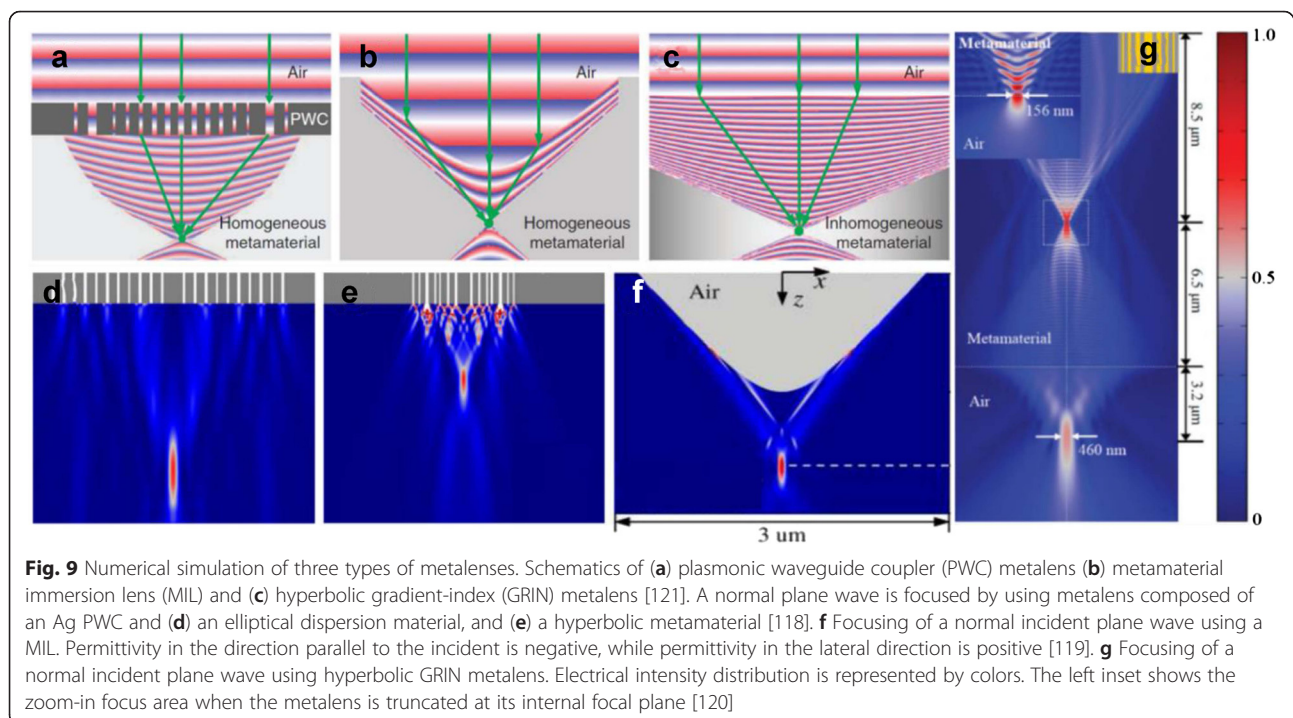 a
Air
PWC
Homogeneous
metamaterial
b
Air
Homogeneous
metamaterial
c
Air
Inhomogeneous
metamaterial
d
e
f
Air
x
z
3 um
g
Metamaterial
156 nm
Air
Metamaterial
Air
460 nm
8.5 μm
6.5 μm
3.2 μm
1.0
0.5
0
Fig. 9 Numerical simulation of three types of metalenses. Schematics of (a) plasmonic waveguide coupler (PWC) metalens (b) metamaterial
immersion lens (MIL) and (c) hyperbolic gradient-index (GRIN) metalens [121]. A normal plane wave is focused by using metalens composed of
an Ag PWC and (d) an elliptical dispersion material, and (e) a hyperbolic metamaterial [118]. f Focusing of a normal incident plane wave using a
MIL. Permittivity in the direction parallel to the incident is negative, while permittivity in the lateral direction is positive [119]. g Focusing of a
normal incident plane wave using hyperbolic GRIN metalens. Electrical intensity distribution is represented by colors. The left inset shows the
zoom-in focus area when the metalens is truncated at its internal focal plane [120]